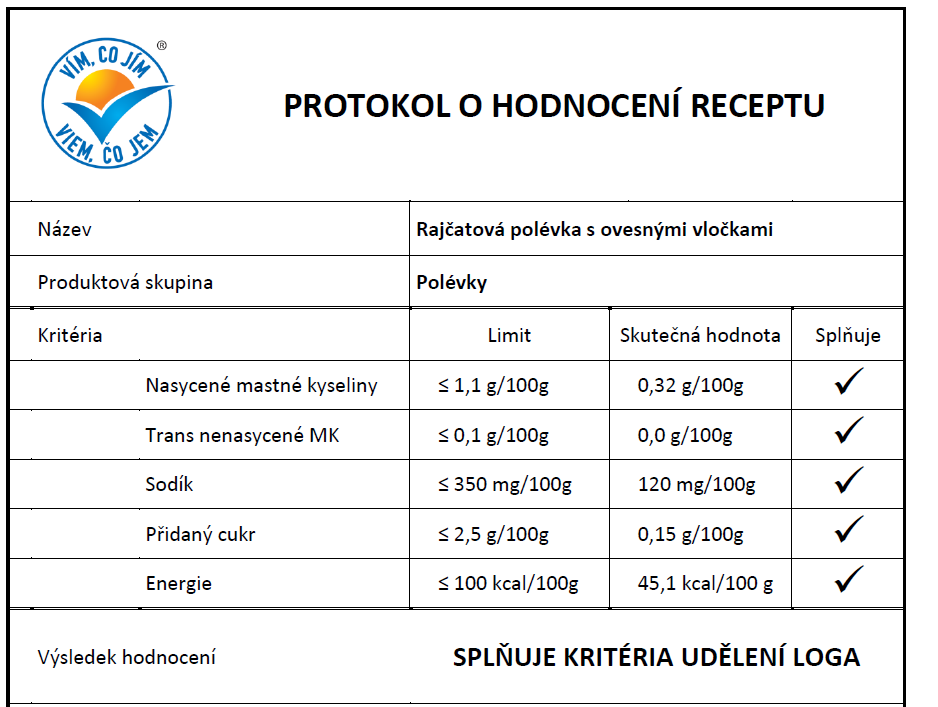 VÍM, CO JÍM
®
VIEM, ČO JEM
PROTOKOL O HODNOCENÍ RECEPTU
Název Rajčatová polévka s ovesnými vločkami
Produktová skupina Polévky
Kritéria Limit Skutečná hodnota Splňuje
Nasycené mastné kyseliny ≤ 1,1 g/100g 0,32 g/100g ✓
Trans nenasycené MK ≤ 0,1 g/100g 0,0 g/100g ✓
Sodík ≤ 350 mg/100g 120 mg/100g ✓
Přidaný cukr ≤ 2,5 g/100g 0,15 g/100g ✓
Energie ≤ 100 kcal/100g 45,1 kcal/100 g ✓
Výsledek hodnocení SPLŇUJE KRITÉRIA UDĚLENÍ LOGA